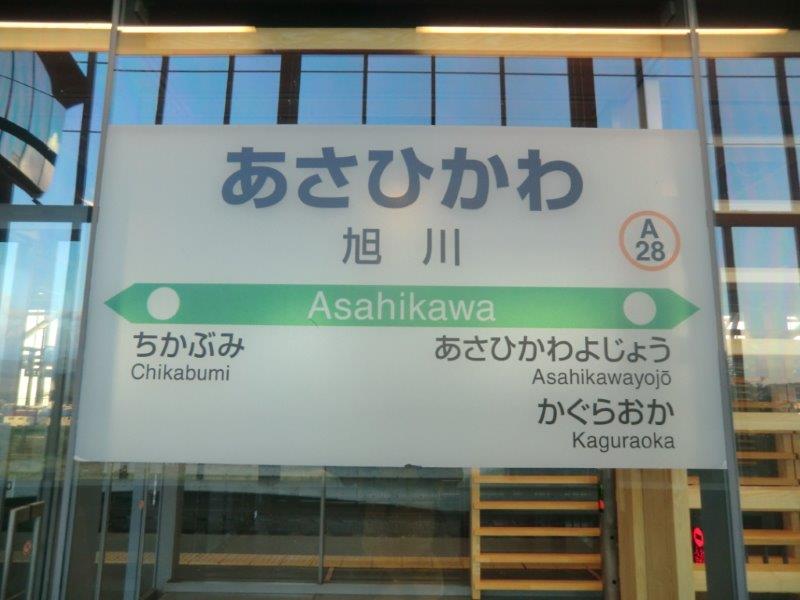 あさひかわ
旭川
A
28
Asahikawa
ちかぶみ
Chikabumi
あさひかわよじょう
Asahikawayojō
かぐらおか
Kaguraoka